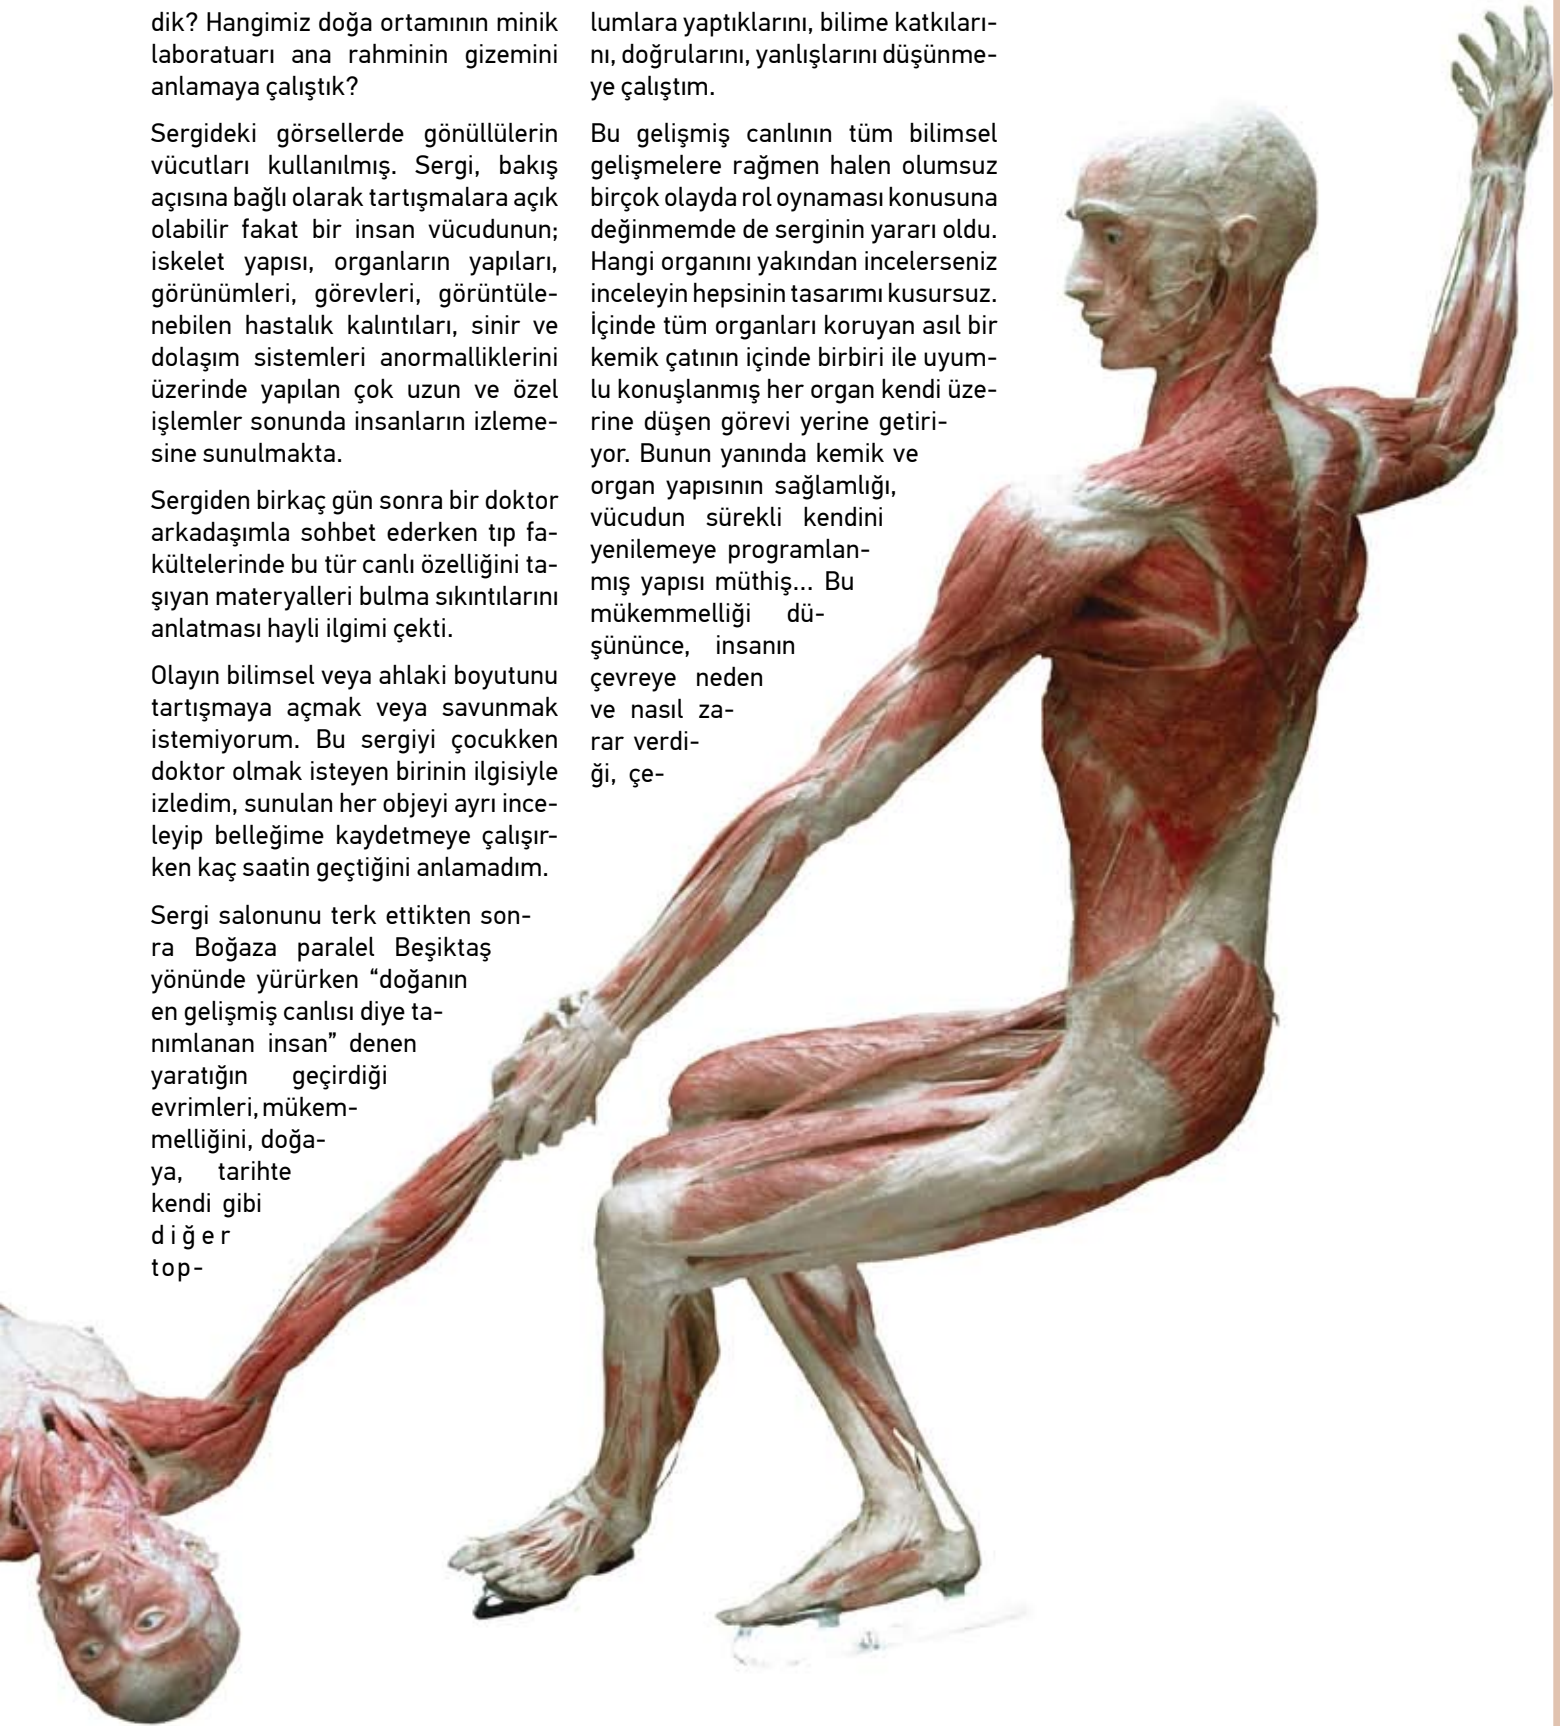 dik? Hangimiz doğa ortamının minik
laboratuarı ana rahminin gizemini
anlamaya çalıştık?
Sergideki görsellerde gönüllülerin
vücutları kullanılmış. Sergi, bakış
açısına bağlı olarak tartışmalara açık
olabilir fakat bir insan vücudunun;
iskelet yapısı, organların yapıları,
görünümleri, görevleri, görüntüle-
nebilen hastalık kalıntıları, sinir ve
dolaşım sistemleri anormalliklerini
üzerinde yapılan çok uzun ve özel
işlemler sonunda insanların izleme-
sine sunulmakta.
Sergiden birkaç gün sonra bir doktor
arkadaşımla sohbet ederken tıp fa-
kültelerinde bu tür canlı özelliğini ta-
şıyan materyalleri bulma sıkıntılarını
anlatması hayli ilgimi çekti.
Olayın bilimsel veya ahlaki boyutunu
tartışmaya açmak veya savunmak
istemiyorum. Bu sergiyi çocukken
doktor olmak isteyen birinin ilgisiyle
izledim, sunulan her objeyi ayrı ince-
leyip belleğime kaydetmeye çalışır-
ken kaç saatin geçtiğini anlamadım.
Sergi salonunu terk ettikten son-
ra Boğaza paralel Beşiktaş
yönünde yürürken “doğanın
en gelişmiş canlısı diye ta-
nımlanan insan” denen
yaratığın geçirdiği
evrimleri, mükem-
melliğini, doğa-
ya, tarihte
kendi gibi
diğer
top-
lumlara yaptıklarını, bilime katkıları-
nı, doğrularını, yanlışlarını düşünme-
ye çalıştım.
Bu gelişmiş canlının tüm bilimsel
gelişmelere rağmen halen olumsuz
birçok olayda rol oynaması konusuna
değinmemde de serginin yararı oldu.
Hangi organını yakından incelerseniz
inceleyin hepsinin tasarımı kusursuz.
İçinde tüm organları koruyan asıl bir
kemik çatının içinde birbiri ile uyum-
lu konuşlanmış her organ kendi üze-
rine düşen görevi yerine getiri-
yor. Bunun yanında kemik ve
organ yapısının sağlamlığı,
vücudun sürekli kendini
yenilemeye programlan-
mış yapısı müthiş... Bu
mükemmelliği dü-
şününce, insanın
çevreye neden
ve nasıl za-
rar verdi-
ği, çe-